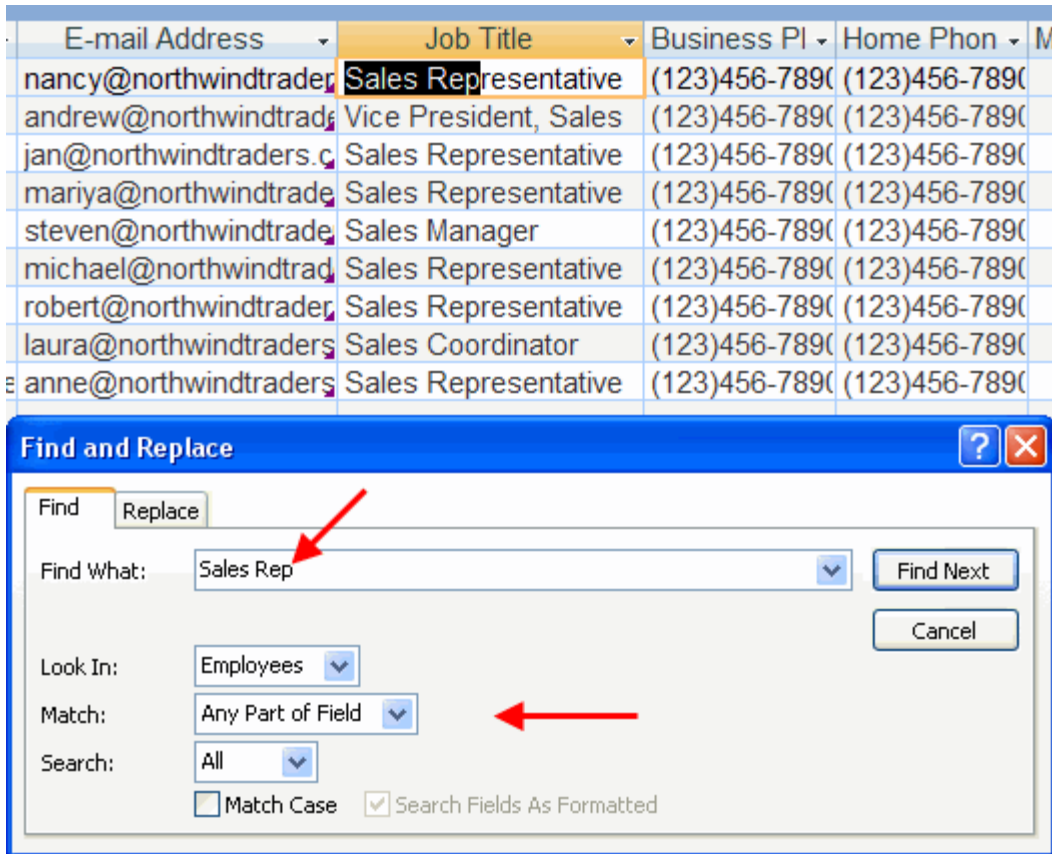 E-mail Address Job Title Business Pl Home Phon M
nancy@northwindtrader Sales Representative (123)456-789( (123)456-789(
andrew@northwindtrade Vice President, Sales (123)456-789( (123)456-789(
jan@northwindtraders.c Sales Representative (123)456-789( (123)456-789(
mariya@northwindtrade Sales Representative (123)456-789( (123)456-789(
steven@northwindtrade Sales Manager (123)456-789( (123)456-789(
michael@northwindtrad Sales Representative (123)456-789( (123)456-789(
robert@northwindtrader Sales Representative (123)456-789( (123)456-789(
laura@northwindtraders Sales Coordinator (123)456-789( (123)456-789(
e anne@northwindtraders Sales Representative (123)456-789( (123)456-789(
Find and Replace
Find Replace
Find What: Sales Rep Find Next
Cancel
Look In: Employees
Match: Any Part of Field
Search: All
Match Case Search Fields As Formatted